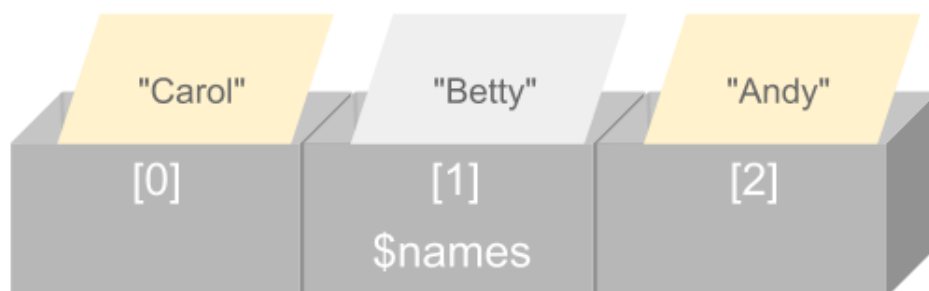 "Carol" "Betty" "Andy"
[0] [1] [2]
$names